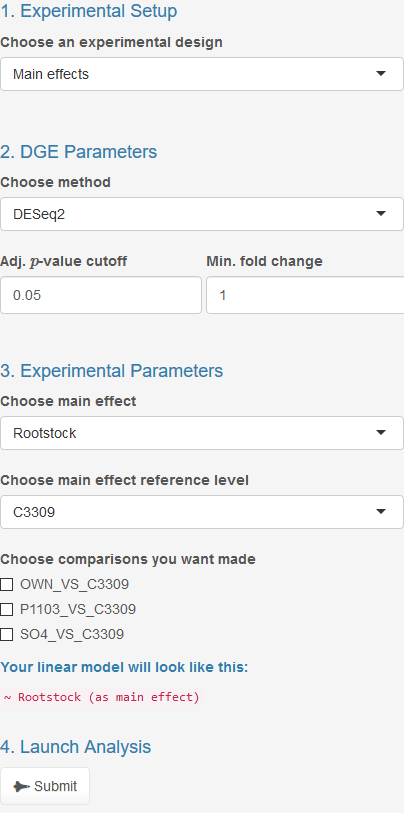 1. Experimental Setup
Choose an experimental design
Main effects
2. DGE Parameters
Choose method
DESeq2
Adj. p-value cutoff Min. fold change
0.05 1
3. Experimental Parameters
Choose main effect
Rootstock
Choose main effect reference level
C3309
Choose comparisons you want made
OWN_VS_C3309
P1103_VS_C3309
SO4_VS_C3309
Your linear model will look like this:
~ Rootstock (as main effect)
4. Launch Analysis
Submit